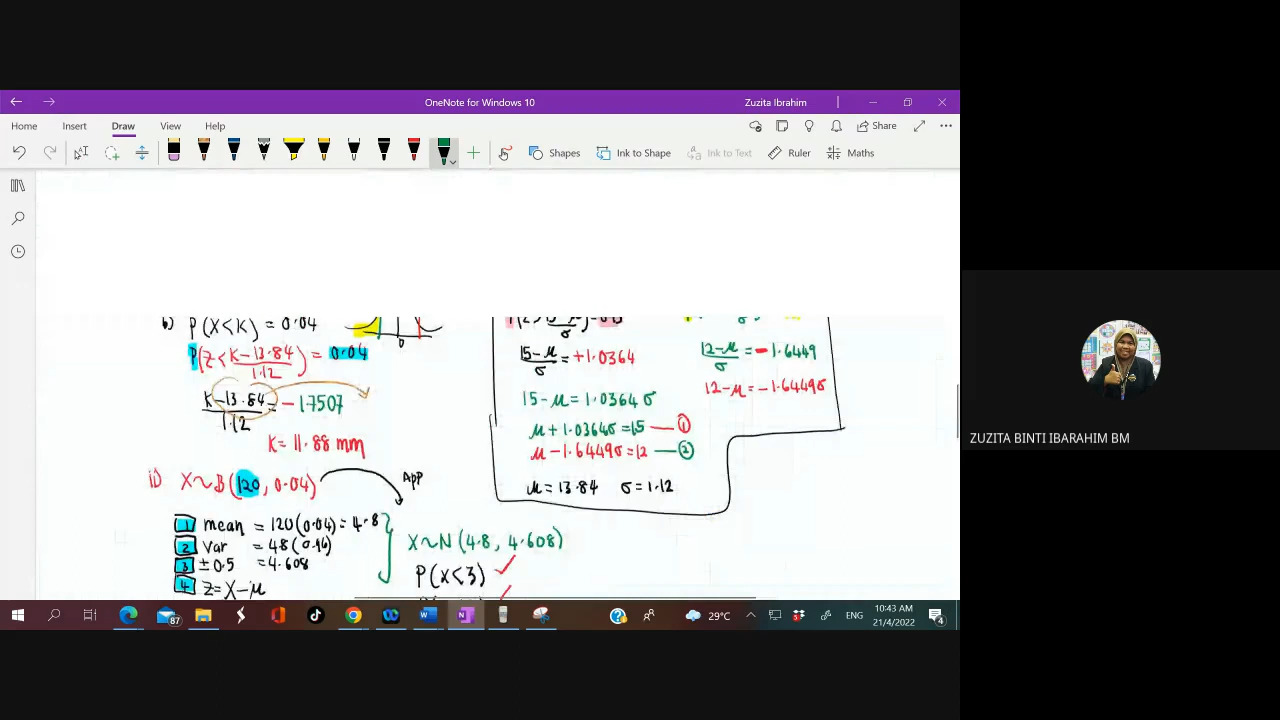 OneNote for Windows 10
Zuzita Ibrahim
Home Insert Draw View Help
Share
Shapes Ink to Shape Ink to Text Ruler Maths
b) P(X<K) = 0.04
P(Z < K-13.84 / 1.12) = 0.04
K-13.84 / 1.12 = -1.7507
K = 11.88 mm
ii) X~B(120, 0.04)
APP
1 mean = 120(0.04) = 4.8
2 Var = 4.8(0.96)
3 ±0.5 = 4.608
4 Z = X-μ
X~N(4.8, 4.608)
P(X<3)
15-μ / σ = +1.0364
15-μ = 1.0364σ
μ+1.0364σ = 15 — ①
μ-1.6449σ = 12 — ②
μ = 13.84 σ = 1.12
12-μ / σ = -1.6449
12-μ = -1.6449σ
ZUZITA BINTI IBARAHIM BM
87
5
29°C
ENG
10:43 AM
21/4/2022
4